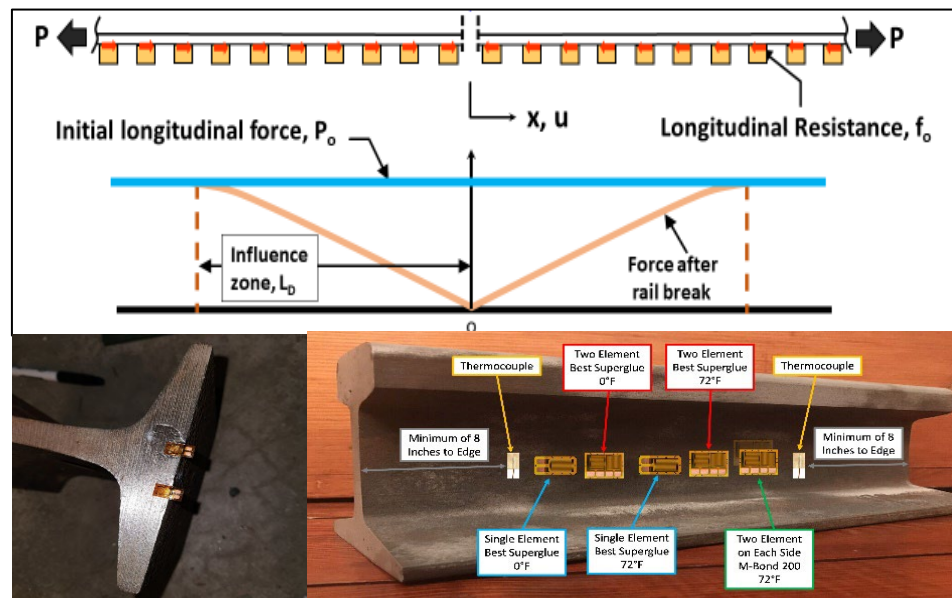 P
P
x, u
Initial longitudinal force, Pₒ
Longitudinal Resistance, fₒ
Influence
zone, L_D
Force after
rail break
o
Thermocouple
Two Element
Best Superglue
0°F
Two Element
Best Superglue
72°F
Thermocouple
Minimum of 8
Inches to Edge
Minimum of 8
Inches to Edge
Single Element
Best Superglue
0°F
Single Element
Best Superglue
72°F
Two Element
on Each Side
M-Bond 200
72°F